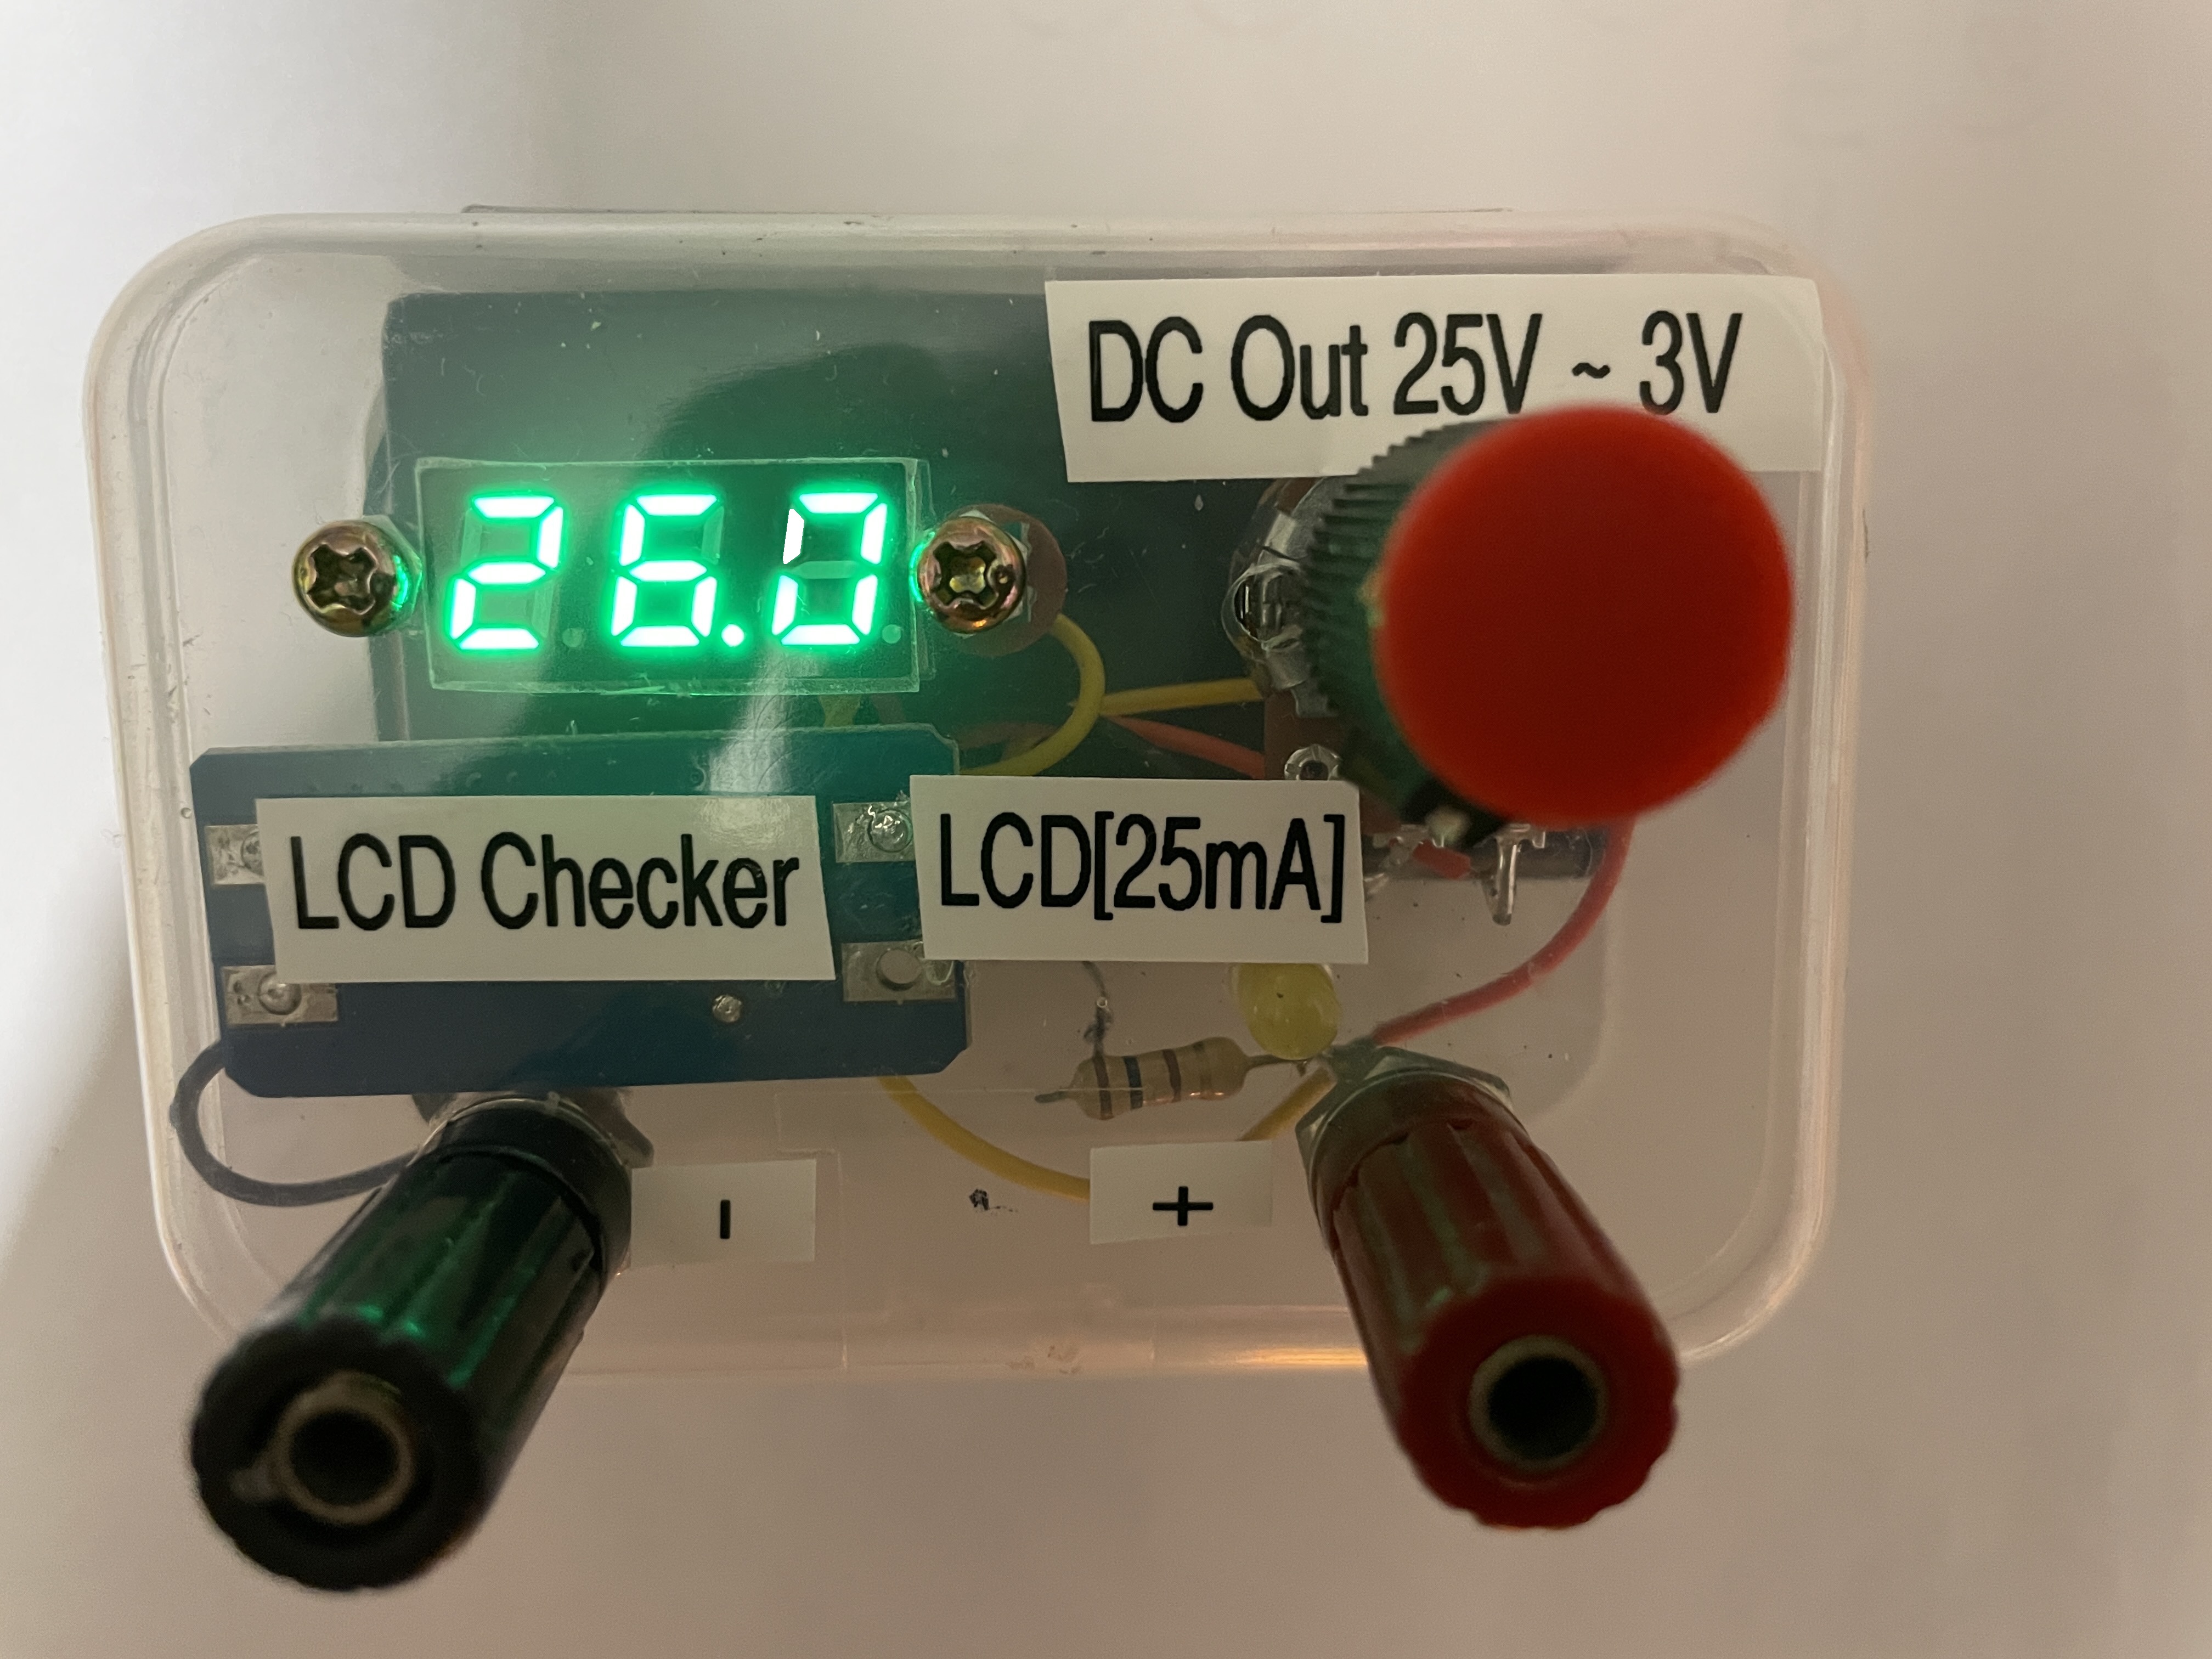 DC Out 25V ~ 3V
26.0
LCD Checker
LCD[25mA]
- +